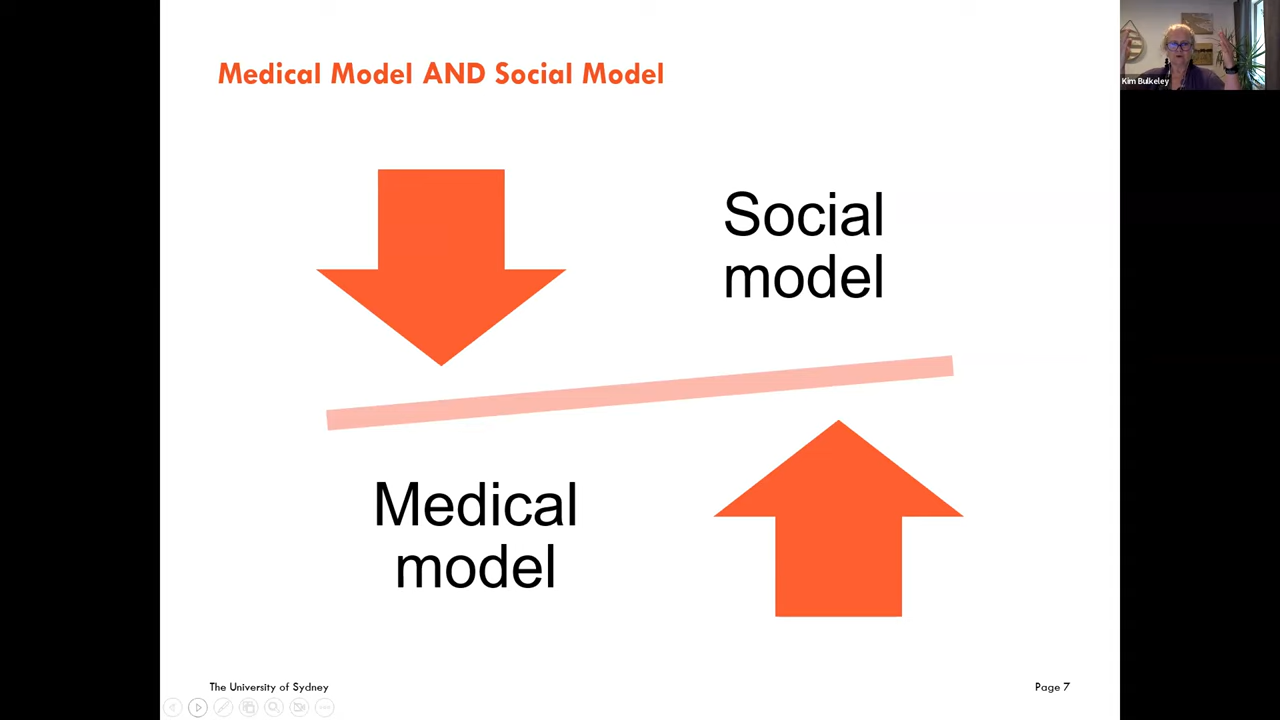 Medical Model AND Social Model
Kim Bulkeley
Social
model
Medical
model
The University of Sydney
Page 7